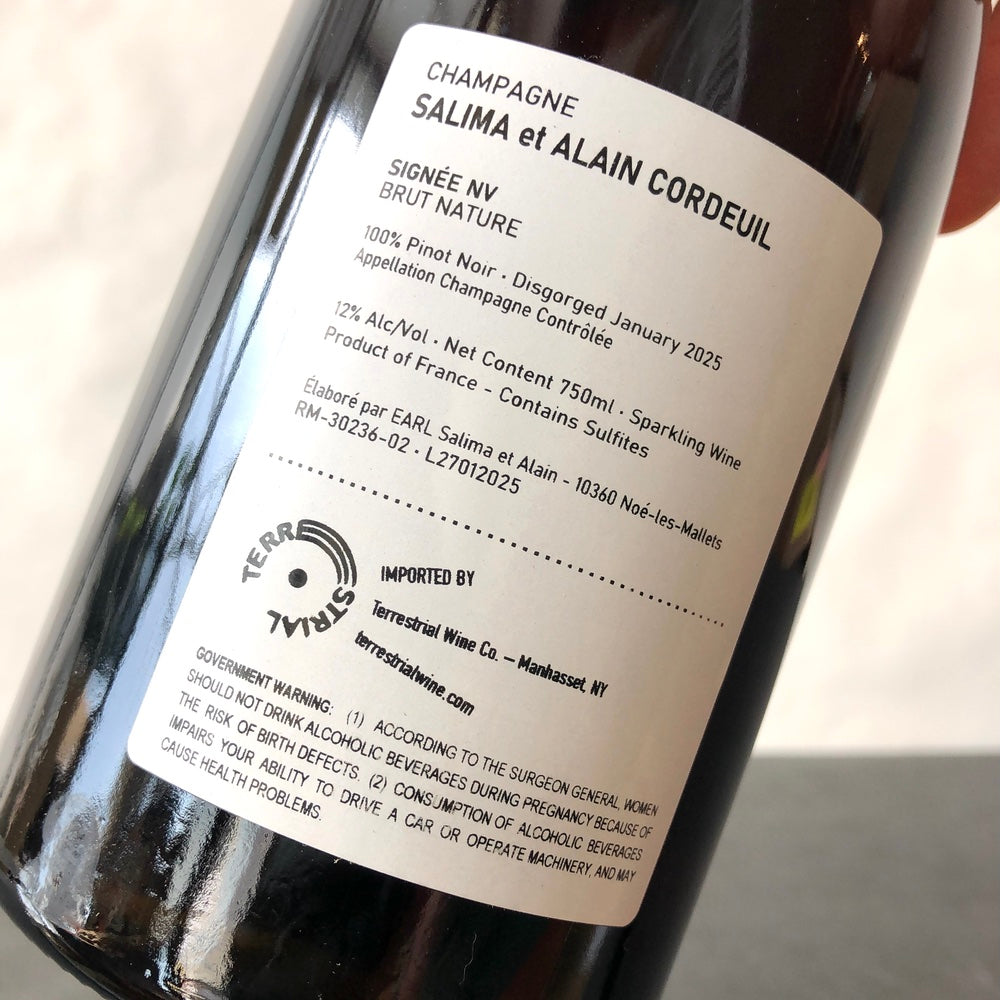 CHAMPAGNE
SALIMA et ALAIN CORDEUIL
SIGNÉE NV
BRUT NATURE
100% Pinot Noir · Disgorged January 2025
Appellation Champagne Contrôlée
12% Alc/Vol · Net Content 750ml · Sparkling Wine
Product of France - Contains Sulfites
Élaboré par EARL Salima et Alain - 10360 Noé-les-Mallets
RM-30236-02 · L27012025
TERRESTRIAL
IMPORTED BY
Terrestrial Wine Co. – Manhasset, NY
terrestrialwine.com
GOVERNMENT WARNING: (1) ACCORDING TO THE SURGEON GENERAL, WOMEN
SHOULD NOT DRINK ALCOHOLIC BEVERAGES DURING PREGNANCY BECAUSE OF
THE RISK OF BIRTH DEFECTS. (2) CONSUMPTION OF ALCOHOLIC BEVERAGES
IMPAIRS YOUR ABILITY TO DRIVE A CAR OR OPERATE MACHINERY, AND MAY
CAUSE HEALTH PROBLEMS.